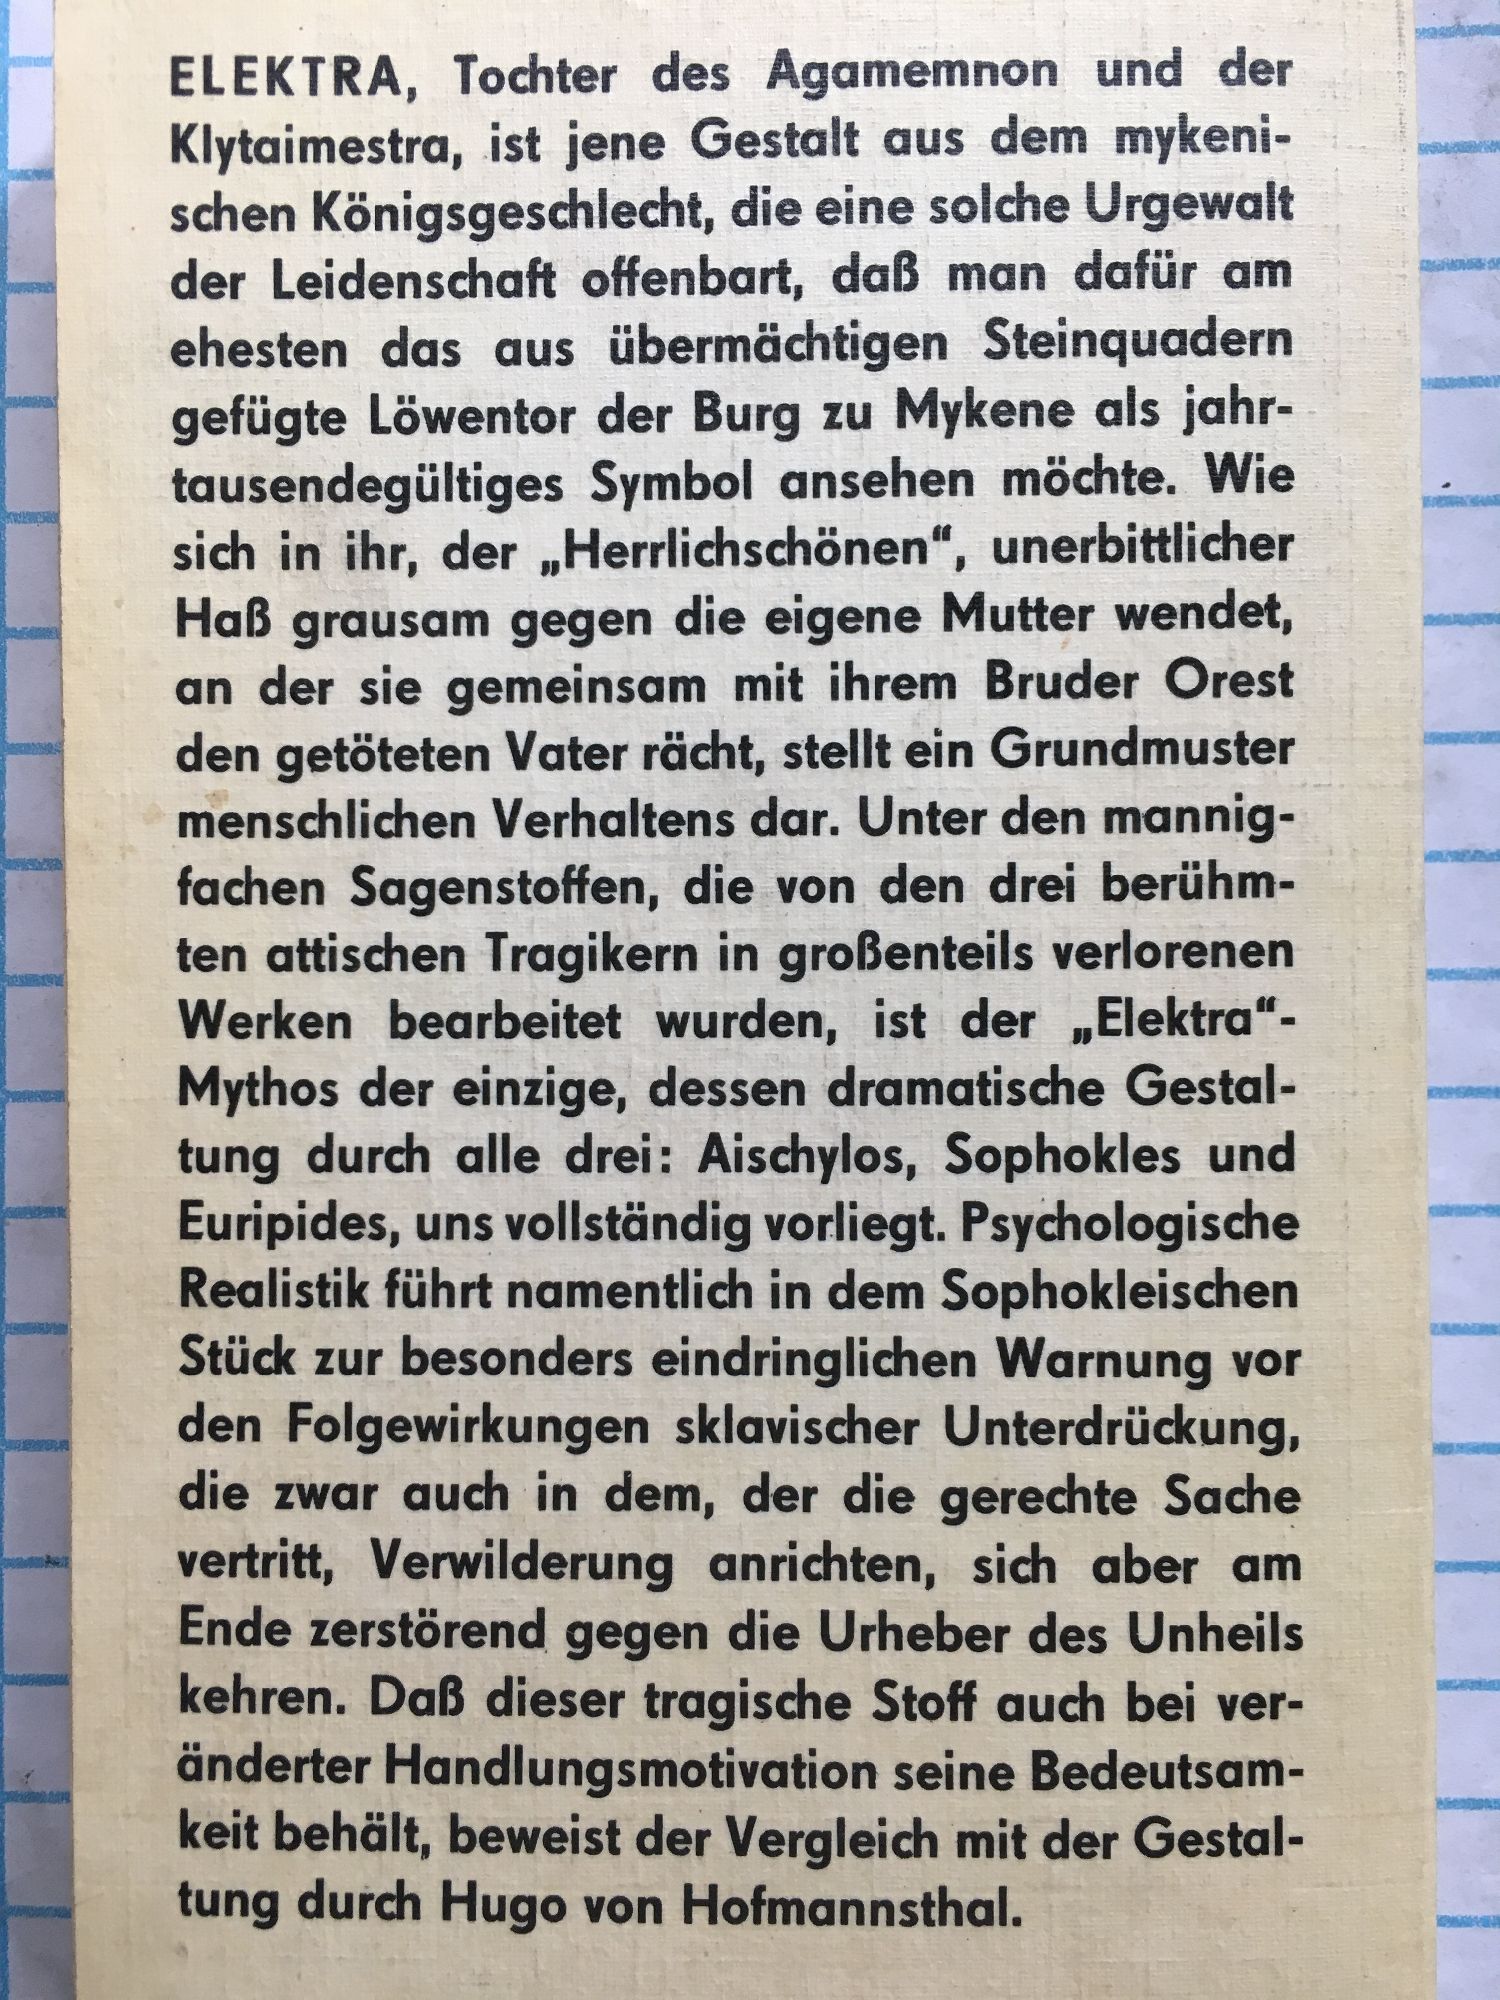 ELEKTRA, Tochter des Agamemnon und der
Klytaimestra, ist jene Gestalt aus dem mykeni-
schen Königsgeschlecht, die eine solche Urgewalt
der Leidenschaft offenbart, daß man dafür am
ehesten das aus übermächtigen Steinquadern
gefügte Löwentor der Burg zu Mykene als jahr-
tausendegültiges Symbol ansehen möchte. Wie
sich in ihr, der „Herrlichschönen“, unerbittlicher
Haß grausam gegen die eigene Mutter wendet,
an der sie gemeinsam mit ihrem Bruder Orest
den getöteten Vater rächt, stellt ein Grundmuster
menschlichen Verhaltens dar. Unter den mannig-
fachen Sagenstoffen, die von den drei berühm-
ten attischen Tragikern in großenteils verlorenen
Werken bearbeitet wurden, ist der „Elektra“-
Mythos der einzige, dessen dramatische Gestal-
tung durch alle drei: Aischylos, Sophokles und
Euripides, uns vollständig vorliegt. Psychologische
Realistik führt namentlich in dem Sophokleischen
Stück zur besonders eindringlichen Warnung vor
den Folgewirkungen sklavischer Unterdrückung,
die zwar auch in dem, der die gerechte Sache
vertritt, Verwilderung anrichten, sich aber am
Ende zerstörend gegen die Urheber des Unheils
kehren. Daß dieser tragische Stoff auch bei ver-
änderter Handlungsmotivation seine Bedeutsam-
keit behält, beweist der Vergleich mit der Gestal-
tung durch Hugo von Hofmannsthal.